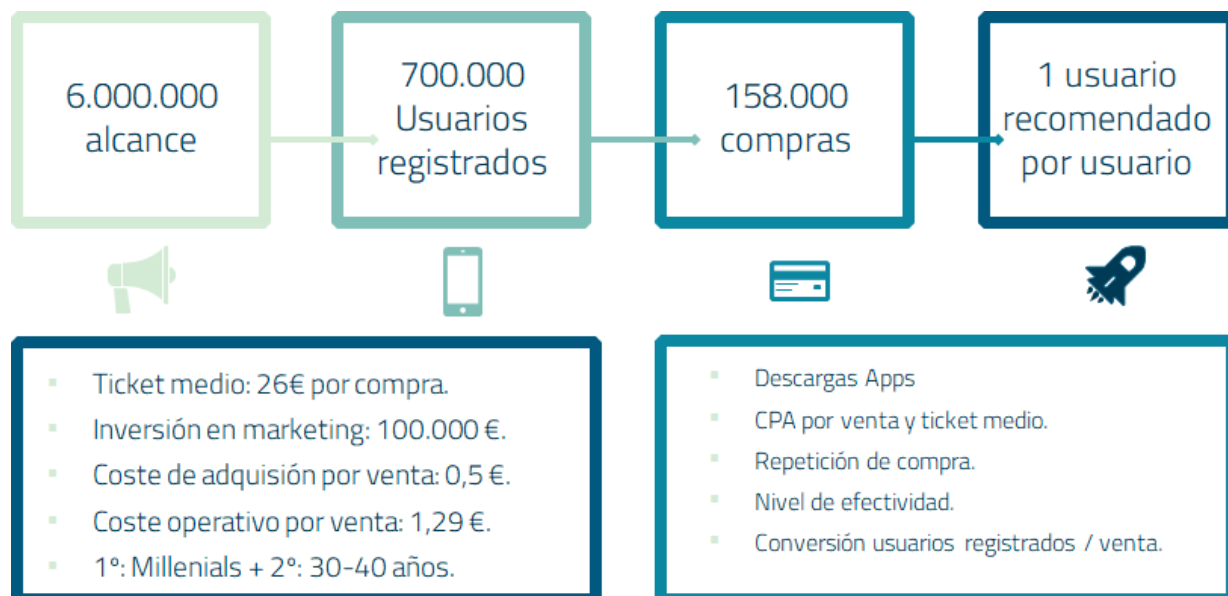 6.000.000
alcance
700.000
Usuarios
registrados
158.000
compras
1 usuario
recomendado
por usuario
▪ Ticket medio: 26€ por compra.
▪ Inversión en marketing: 100.000 €.
▪ Coste de adquisión por venta: 0,5 €.
▪ Coste operativo por venta: 1,29 €.
▪ 1º: Millenials + 2º: 30-40 años.
▪ Descargas Apps
▪ CPA por venta y ticket medio.
▪ Repetición de compra.
▪ Nivel de efectividad.
▪ Conversión usuarios registrados / venta.